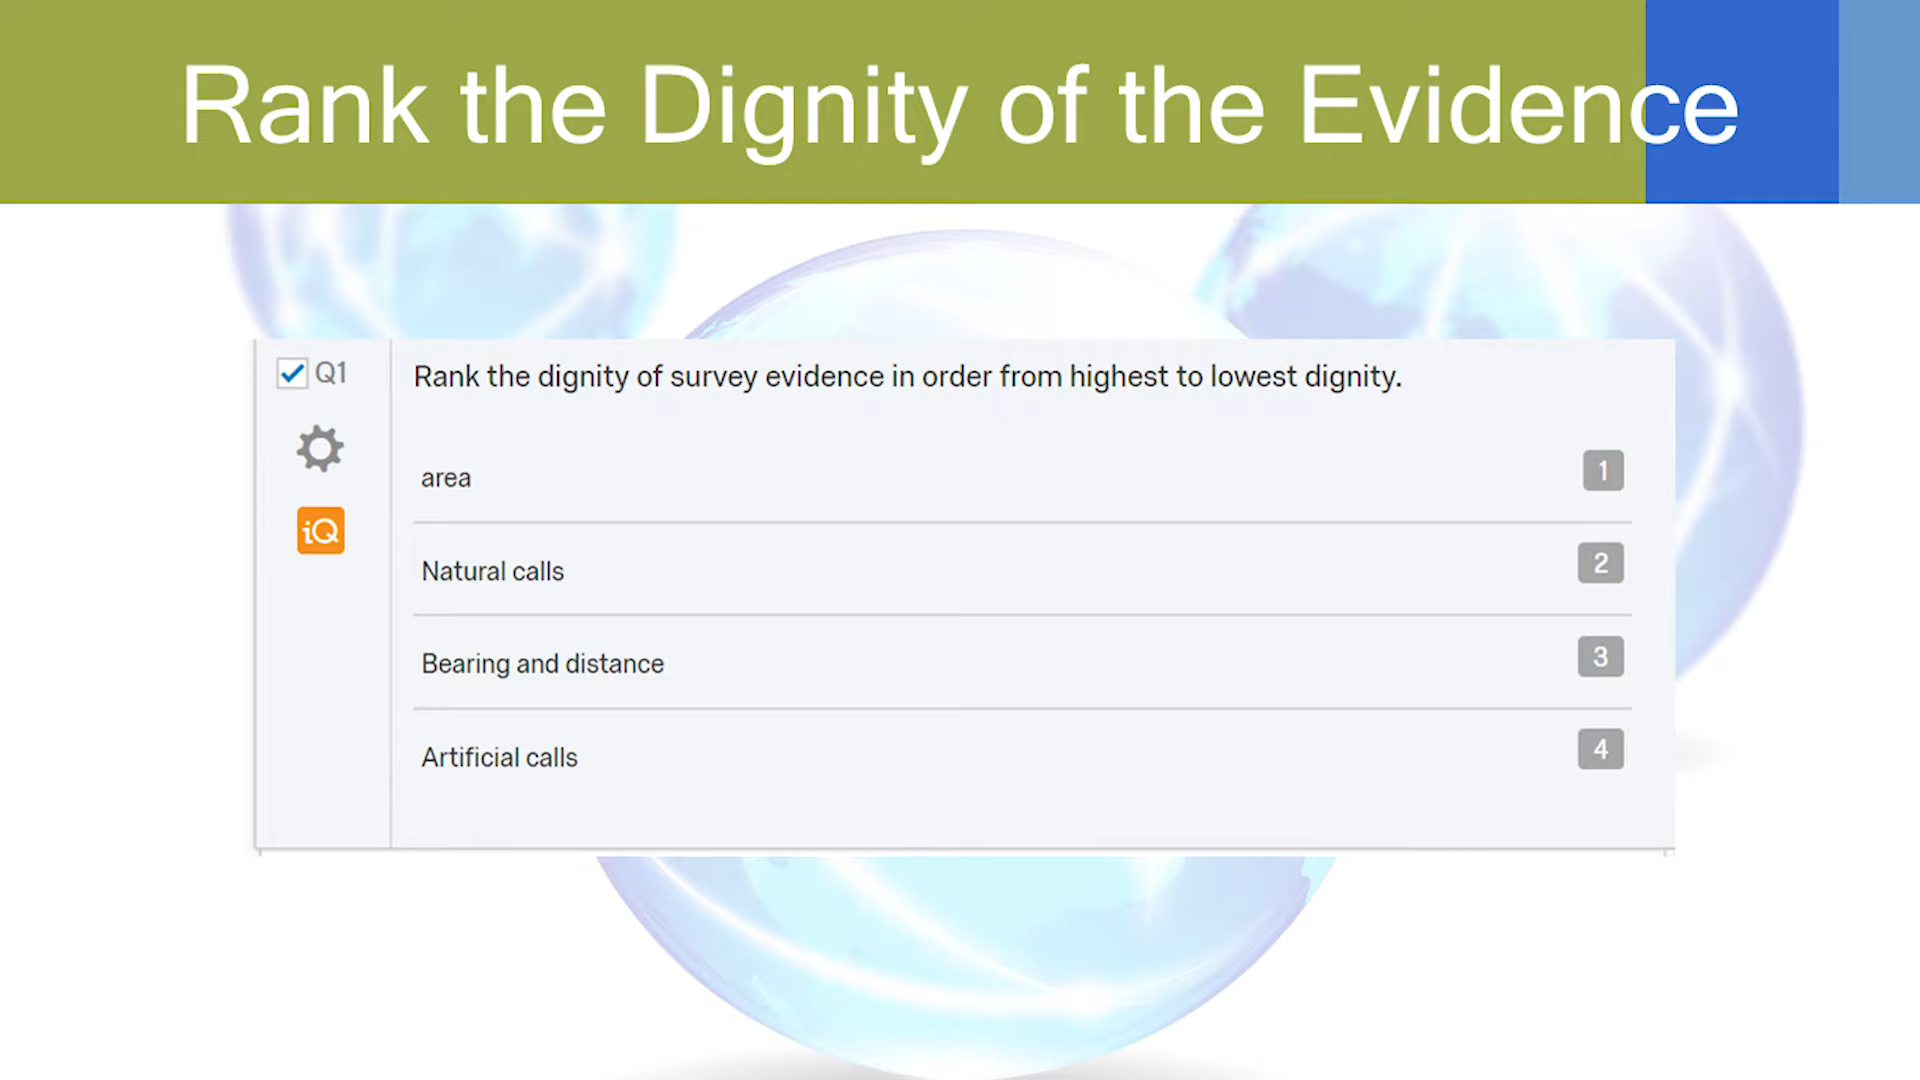 Rank the Dignity of the Evidence
Q1
Rank the dignity of survey evidence in order from highest to lowest dignity.
area 1
iQ
Natural calls 2
Bearing and distance 3
Artificial calls 4